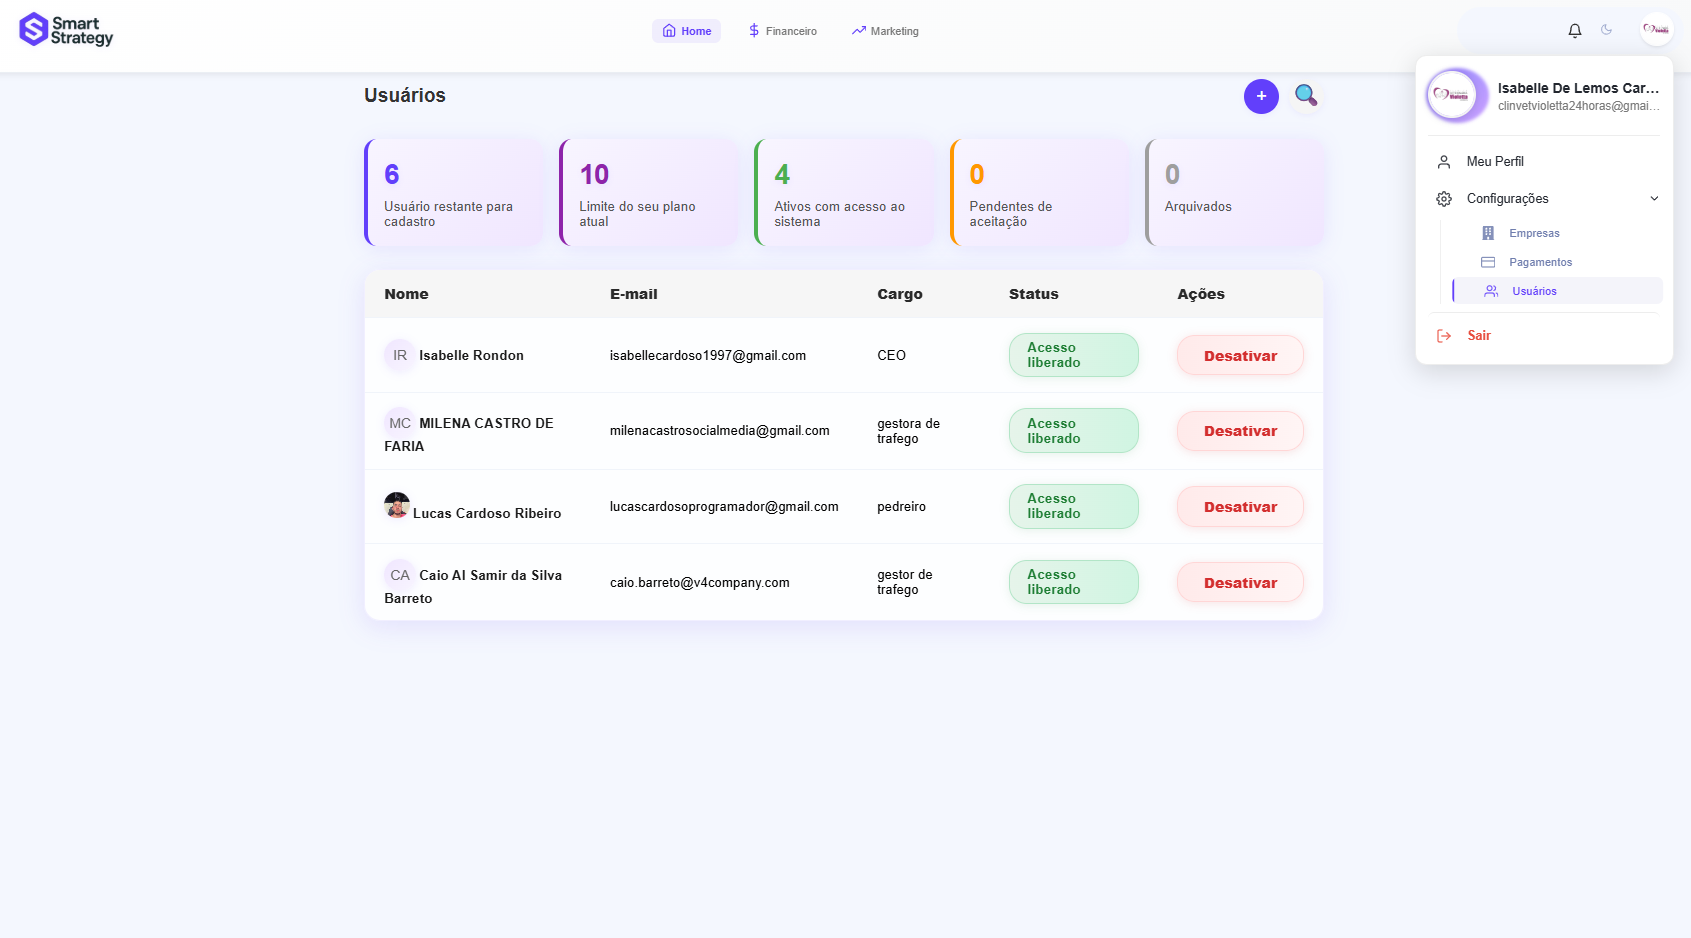 Smart
Strategy
Home
Financeiro
Marketing
Isabelle De Lemos Car...
clinvetvioletta24horas@gmai...
Meu Perfil
Configurações
Empresas
Pagamentos
Usuários
Sair
Usuários
+
6
Usuário restante para
cadastro
10
Limite do seu plano
atual
4
Ativos com acesso ao
sistema
0
Pendentes de
aceitação
0
Arquivados
Nome E-mail Cargo Status Ações
IR Isabelle Rondon
isabellecardoso1997@gmail.com
CEO
Acesso
liberado
Desativar
MC MILENA CASTRO DE
FARIA
milenacastrosocialmedia@gmail.com
gestora de
trafego
Acesso
liberado
Desativar
Lucas Cardoso Ribeiro
lucascardosoprogramador@gmail.com
pedreiro
Acesso
liberado
Desativar
CA Caio Al Samir da Silva
Barreto
caio.barreto@v4company.com
gestor de
trafego
Acesso
liberado
Desativar